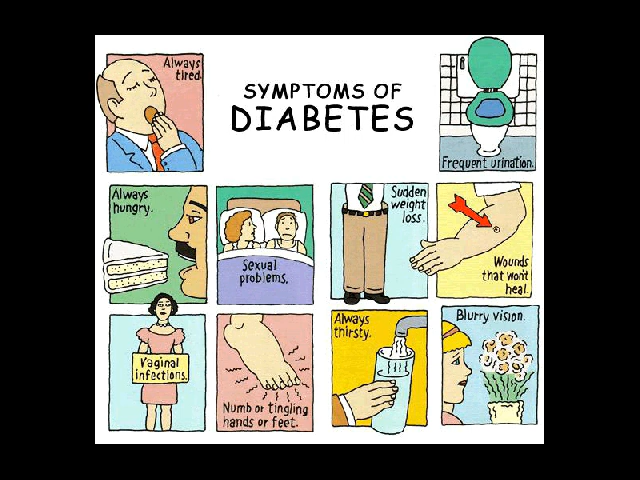 Always
tired.
SYMPTOMS OF
DIABETES
Frequent urination.
Always
hungry.
Sexual
problems.
Sudden
weight
loss.
Wounds
that won't
heal.
Vaginal
infections.
Numb or tingling
hands or feet.
Always
thirsty.
Blurry vision.